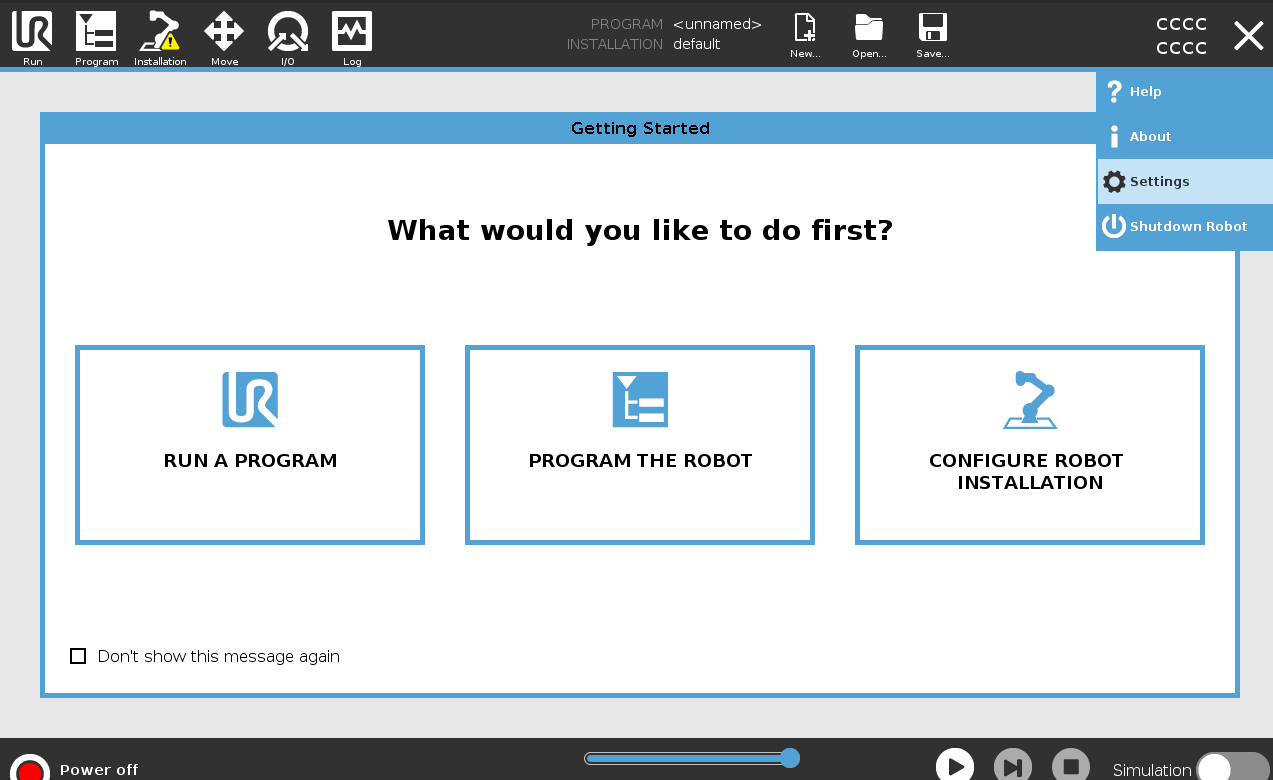 PROGRAM <unnamed>
INSTALLATION default
CCCC
CCCC
Run
Program
Installation
Move
I/O
Log
New...
Open...
Save...
Help
About
Settings
Shutdown Robot
Getting Started
What would you like to do first?
RUN A PROGRAM
PROGRAM THE ROBOT
CONFIGURE ROBOT
INSTALLATION
Don't show this message again
Power off
Simulation